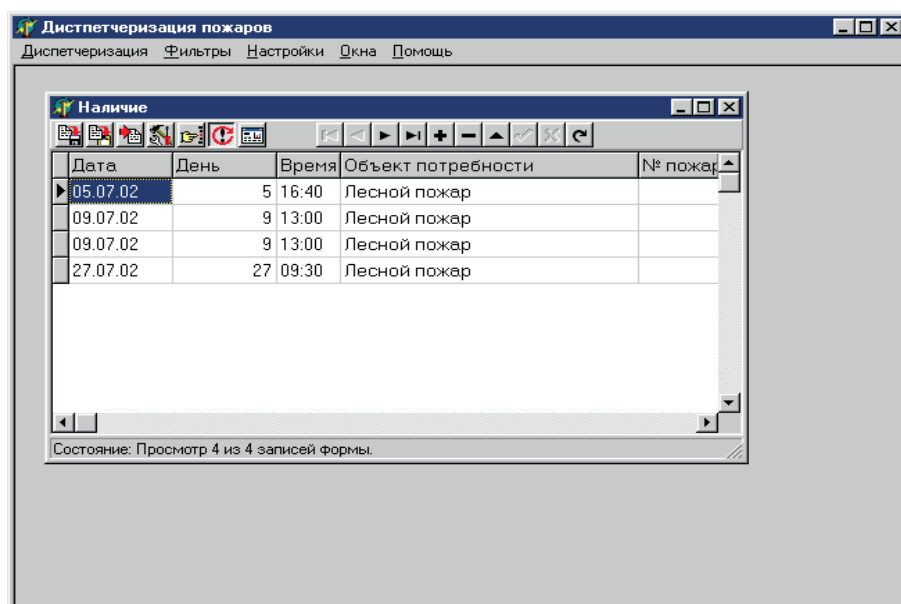 Дистпетчеризация пожаров
Диспетчеризация Фильтры Настройки Окна Помощь
Наличие
Дата День Время Объект потребности № пожар
05.07.02 5 16:40 Лесной пожар
09.07.02 9 13:00 Лесной пожар
09.07.02 9 13:00 Лесной пожар
27.07.02 27 09:30 Лесной пожар
Состояние: Просмотр 4 из 4 записей формы.